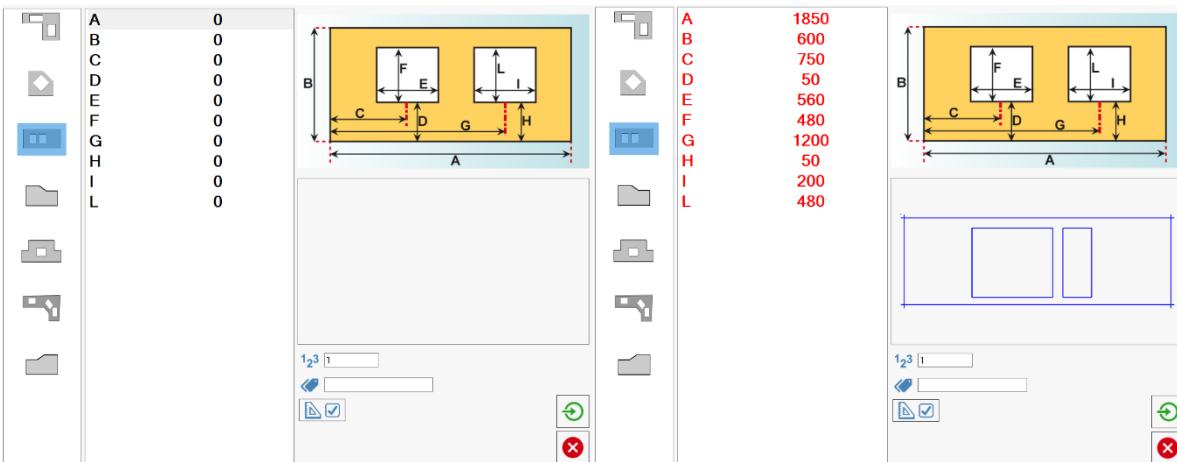 A 0
B 0
C 0
D 0
E 0
F 0
G 0
H 0
I 0
L 0
B
F
E
L
I
C
D
G
H
A
123 1
A 1850
B 600
C 750
D 50
E 560
F 480
G 1200
H 50
I 200
L 480
B
F
E
L
I
C
D
G
H
A
123 1